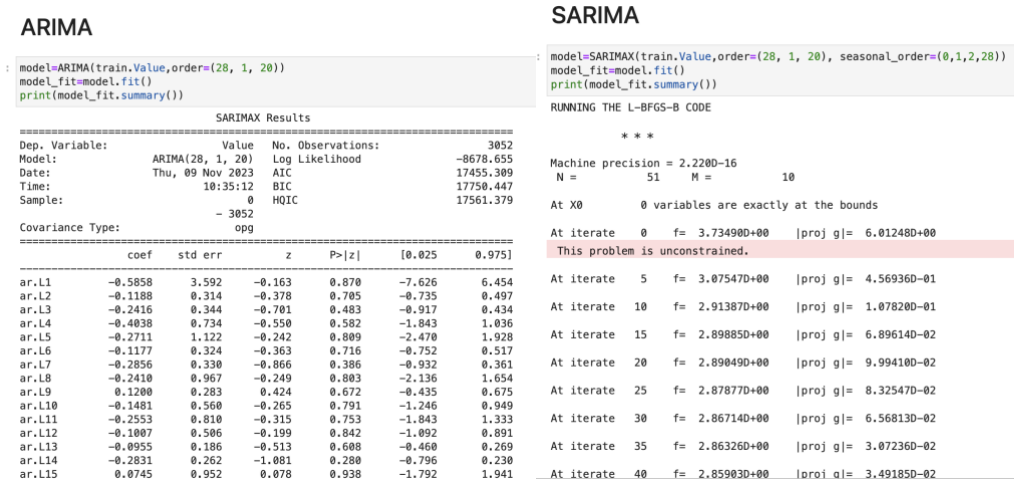 ARIMA
: model=ARIMA(train.Value,order=(28, 1, 20))
model_fit=model.fit()
print(model_fit.summary())
SARIMAX Results
==============================================================================
Dep. Variable: Value No. Observations: 3052
Model: ARIMA(28, 1, 20) Log Likelihood -8678.655
Date: Thu, 09 Nov 2023 AIC 17455.309
Time: 10:35:12 BIC 17750.447
Sample: 0 HQIC 17561.379
- 3052
Covariance Type: opg
==============================================================================
coef std err z P>|z| [0.025 0.975]
------------------------------------------------------------------------------
ar.L1 -0.5858 3.592 -0.163 0.870 -7.626 6.454
ar.L2 -0.1188 0.314 -0.378 0.705 -0.735 0.497
ar.L3 -0.2416 0.344 -0.701 0.483 -0.917 0.434
ar.L4 -0.4038 0.734 -0.550 0.582 -1.843 1.036
ar.L5 -0.2711 1.122 -0.242 0.809 -2.470 1.928
ar.L6 -0.1177 0.324 -0.363 0.716 -0.752 0.517
ar.L7 -0.2856 0.330 -0.866 0.386 -0.932 0.361
ar.L8 -0.2410 0.967 -0.249 0.803 -2.136 1.654
ar.L9 0.1200 0.283 0.424 0.672 -0.435 0.675
ar.L10 -0.1481 0.560 -0.265 0.791 -1.246 0.949
ar.L11 -0.2553 0.810 -0.315 0.753 -1.843 1.333
ar.L12 -0.1007 0.506 -0.199 0.842 -1.092 0.891
ar.L13 -0.0955 0.186 -0.513 0.608 -0.460 0.269
ar.L14 -0.2831 0.262 -1.081 0.280 -0.796 0.230
ar.L15 0.0745 0.952 0.078 0.938 -1.792 1.941
SARIMA
: model=SARIMAX(train.Value,order=(28, 1, 20), seasonal_order=(0,1,2,28))
model_fit=model.fit()
print(model_fit.summary())
RUNNING THE L-BFGS-B CODE
* * *
Machine precision = 2.220D-16
N = 51 M = 10
At X0 0 variables are exactly at the bounds
At iterate 0 f= 3.73490D+00 |proj g|= 6.01248D+00
This problem is unconstrained.
At iterate 5 f= 3.07547D+00 |proj g|= 4.56936D-01
At iterate 10 f= 2.91387D+00 |proj g|= 1.07820D-01
At iterate 15 f= 2.89885D+00 |proj g|= 6.89614D-02
At iterate 20 f= 2.89049D+00 |proj g|= 9.99410D-02
At iterate 25 f= 2.87877D+00 |proj g|= 8.32547D-02
At iterate 30 f= 2.86714D+00 |proj g|= 6.56813D-02
At iterate 35 f= 2.86326D+00 |proj g|= 3.07236D-02
At iterate 40 f= 2.85903D+00 |proj g|= 3.49185D-02